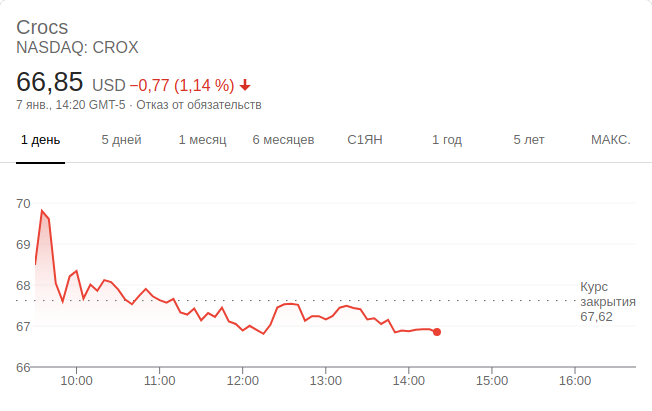 Crocs
NASDAQ: CROX
66,85 USD −0,77 (1,14 %)
7 янв., 14:20 GMT-5 · Отказ от обязательств
1 день 5 дней 1 месяц 6 месяцев С1ЯН 1 год 5 лет МАКС.
70
69
68
67
66
Курс
закрытия
67,62
10:00 11:00 12:00 13:00 14:00 15:00 16:00